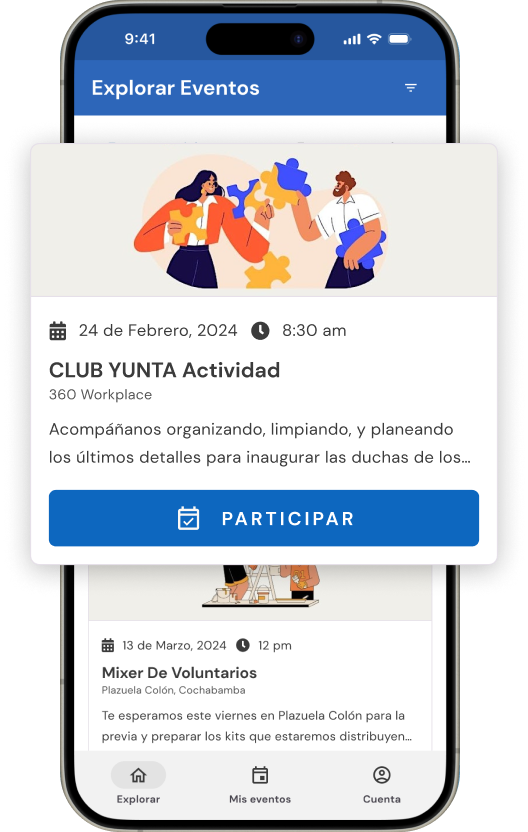 9:41
Explorar Eventos
24 de Febrero, 2024 8:30 am
CLUB YUNTA Actividad
360 Workplace
Acompáñanos organizando, limpiando, y planeando
los últimos detalles para inaugurar las duchas de los...
PARTICIPAR
13 de Marzo, 2024 12 pm
Mixer De Voluntarios
Plazuela Colón, Cochabamba
Te esperamos este viernes en Plazuela Colón para la
previa y preparar los kits que estaremos distribuyen...
Explorar Mis eventos Cuenta